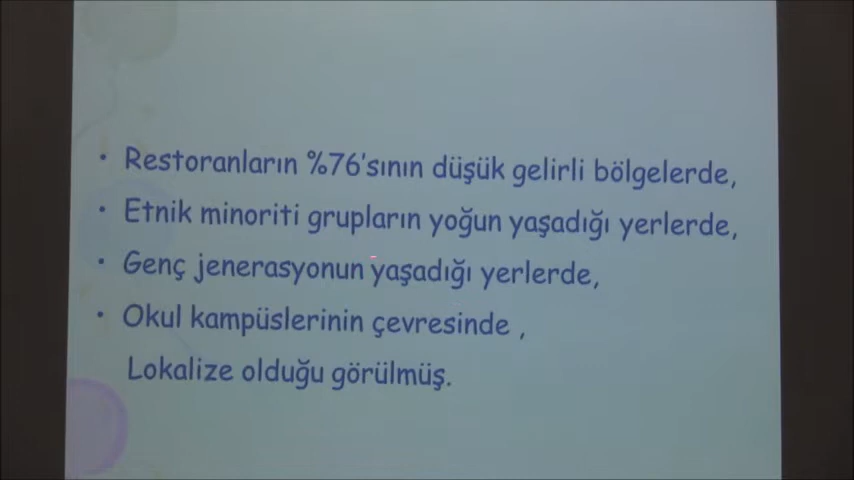 • Restoranların %76'sının düşük gelirli bölgelerde,
• Etnik minoriti grupların yoğun yaşadığı yerlerde,
• Genç jenerasyonun yaşadığı yerlerde,
• Okul kampüslerinin çevresinde ,
Lokalize olduğu görülmüş.